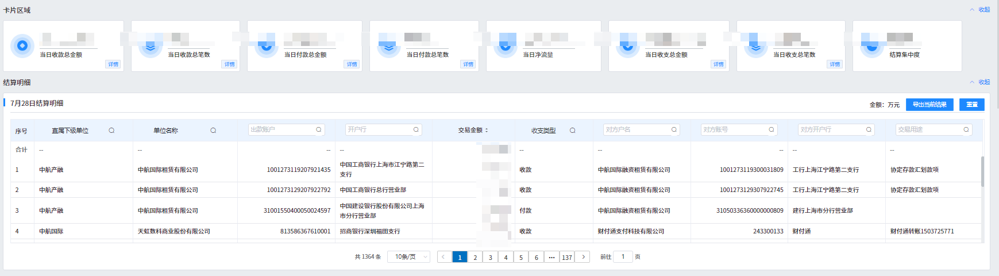 卡片区域
收起
当日收款总金额
详情
当日收款总笔数
详情
当日付款总金额
详情
当日付款总笔数
详情
当日净流量
当日收支总金额
详情
当日收支总笔数
详情
结算集中度
结算明细
收起
7月28日结算明细
金额：万元 导出当前结果 重置
序号 直属下级单位 单位名称 出款账户 开户行 交易金额 收支类型 对方户名 对方账号 对方开户行 交易用途
合计 -- -- -- -- -- -- -- -- --
1 中航产融 中航国际租赁有限公司 1001273119207921435 中国工商银行上海市江宁路第二
支行 收款 中航国际融资租赁有限公司 1001273119300031809 工行上海江宁路第二支行 协定存款汇划款项
2 中航产融 中航国际租赁有限公司 1001273129207922792 中国工商银行总行营业部 收款 中航国际融资租赁有限公司 1001273129307922745 工行上海江宁路第二支行 协定存款汇划款项
3 中航产融 中航国际租赁有限公司 31001550400050024597 中国建设银行股份有限公司上海
市分行营业部 付款 中航国际融资租赁有限公司 31050336360000000809 建行上海市分行营业部
4 中航国际 天虹数科商业股份有限公司 813586367610001 招商银行深圳福田支行 收款 财付通支付科技有限公司 243300133 财付通 财付通转账1503725771
共 1364 条 10条/页 1 2 3 4 5 6 ••• 137 前往 1 页